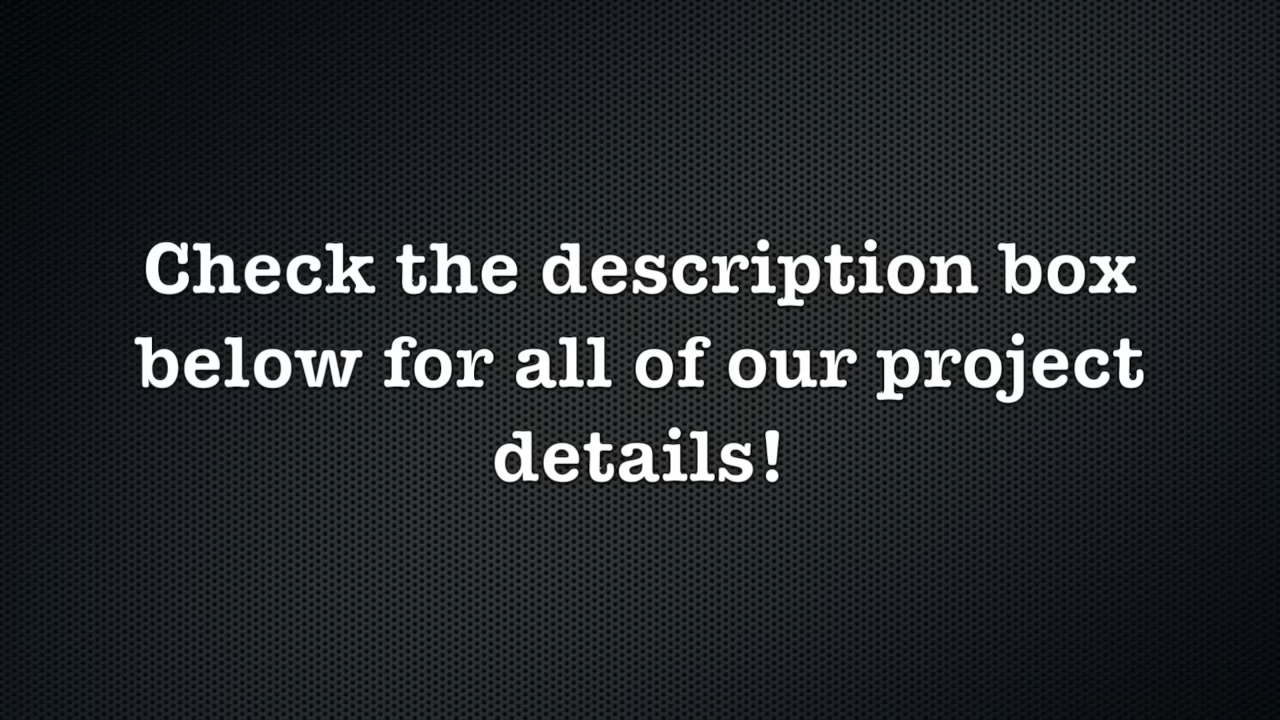 Check the description box
below for all of our project
details!